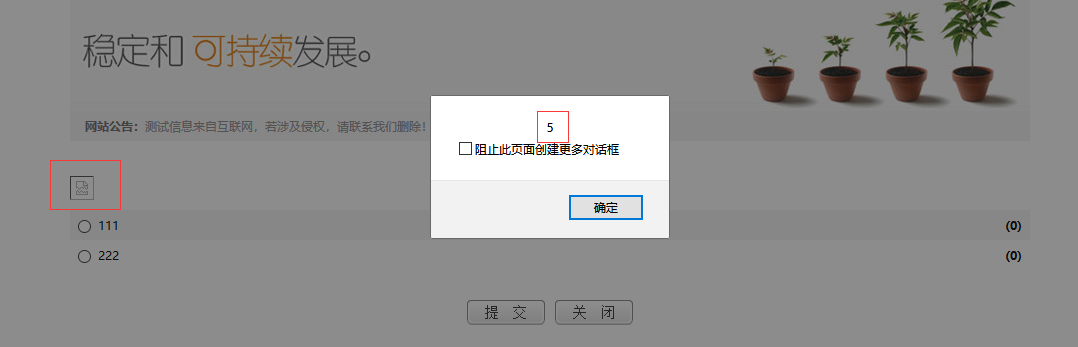 稳定和 可持续发展。
网站公告：测试信息来自互联网，若涉及侵权，请联系我们删除！
5
阻止此页面创建更多对话框
确定
111 (0)
222 (0)
提 交 关 闭